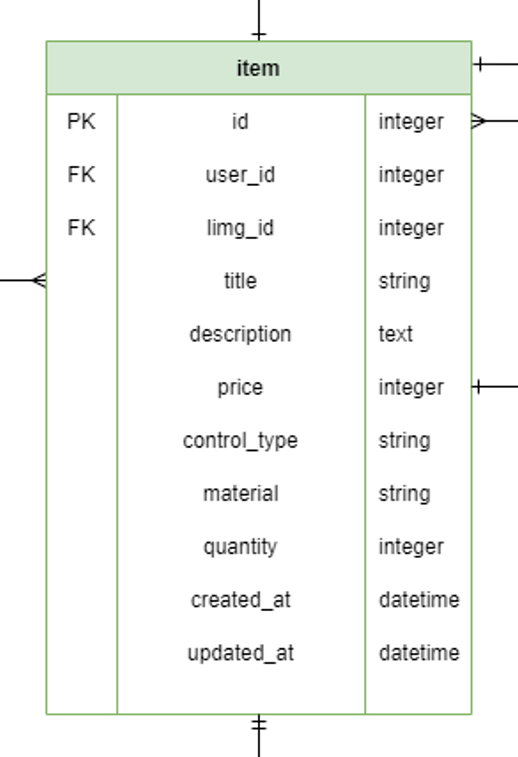 item
PK id integer
FK user_id integer
FK limg_id integer
title string
description text
price integer
control_type string
material string
quantity integer
created_at datetime
updated_at datetime